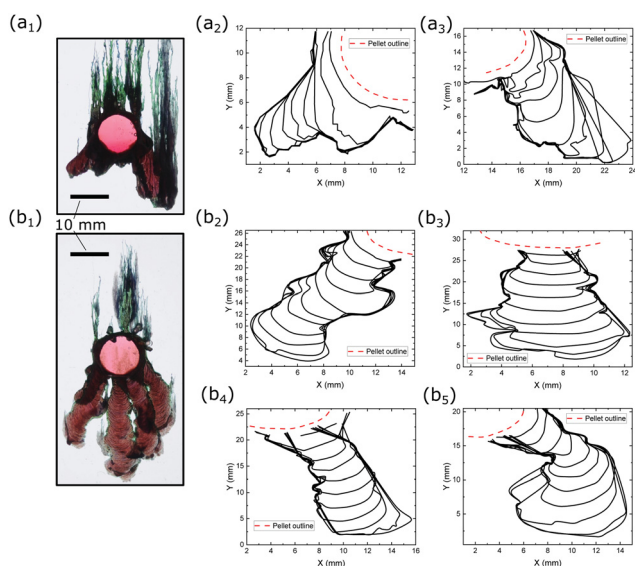 (a1)
(a2)
(a3)
12
10
8
6
4
2
Y (mm)
2 4 6 8 10 12
X (mm)
Pellet outline
16
14
12
10
8
6
4
2
0
Y (mm)
12 14 16 18 20 22 24
X (mm)
Pellet outline
10 mm
(b1)
(b2)
(b3)
26
24
22
20
18
16
14
12
10
8
6
4
Y (mm)
2 4 6 8 10 12 14
X (mm)
Pellet outline
30
25
20
15
10
5
0
Y (mm)
2 4 6 8 10 12
X (mm)
Pellet outline
(b4)
(b5)
25
20
15
10
5
0
Y (mm)
2 4 6 8 10 12 14 16
X (mm)
Pellet outline
20
15
10
5
Y (mm)
2 4 6 8 10 12 14
X (mm)
Pellet outline